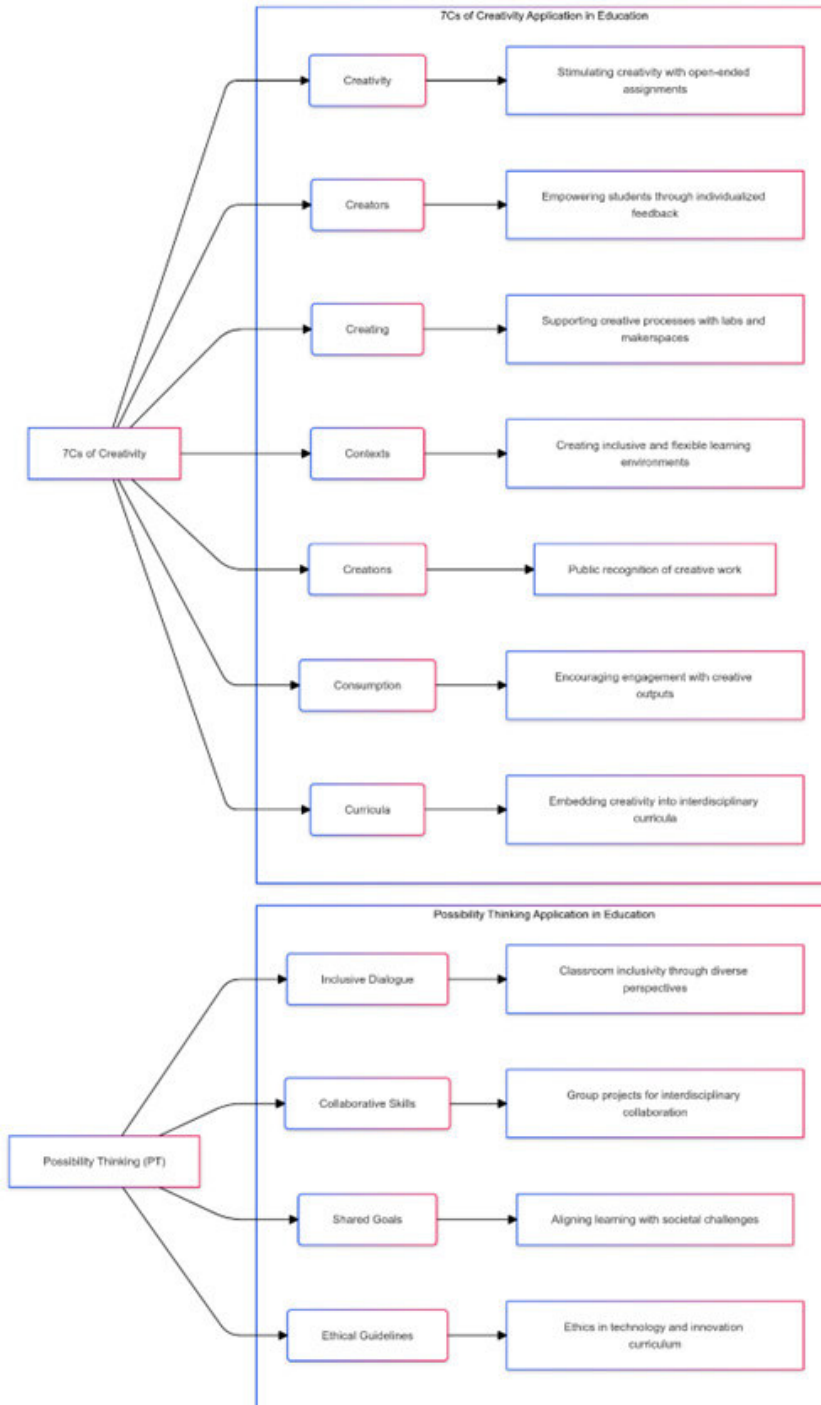 7Cs of Creativity Application in Education
Creativity
Stimulating creativity with open-ended
assignments
Creators
Empowering students through individualized
feedback
Creating
Supporting creative processes with labs and
makerspaces
7Cs of Creativity
Contexts
Creating inclusive and flexible learning
environments
Creations
Public recognition of creative work
Consumption
Encouraging engagement with creative
outputs
Curricula
Embedding creativity into interdisciplinary
curricula
Possibility Thinking Application in Education
Inclusive Dialogue
Classroom inclusivity through diverse
perspectives
Collaborative Skills
Group projects for interdisciplinary
collaboration
Possibility Thinking (PT)
Shared Goals
Aligning learning with societal challenges
Ethical Guidelines
Ethics in technology and innovation
curriculum